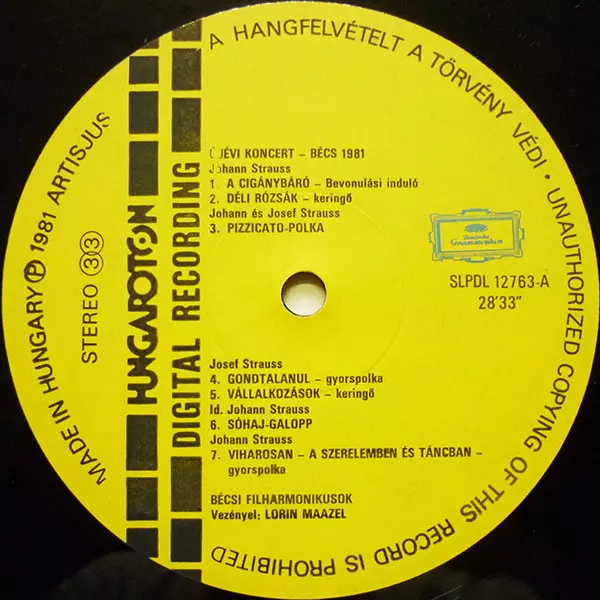 A HANGFELVÉTELT A TÖRVÉNY VÉDI • UNAUTHORIZED COPYING OF THIS RECORD IS PROHIBITED
MADE IN HUNGARY Ⓟ 1981 ARTISJUS
STEREO 33
HUNGAROTON
DIGITAL RECORDING
ÚJÉVI KONCERT – BÉCS 1981
Johann Strauss
1. A CIGÁNYBÁRÓ – Bevonulási induló
2. DÉLI RÓZSÁK – keringő
Johann és Josef Strauss
3. PIZZICATO-POLKA
Deutsche
Grammophon
SLPDL 12763-A
28'33"
Josef Strauss
4. GONDTALANUL – gyorspolka
5. VÁLLALKOZÁSOK – keringő
Id. Johann Strauss
6. SÓHAJ-GALOPP
Johann Strauss
7. VIHAROSAN – A SZERELEMBEN ÉS TÁNCBAN –
gyorspolka
BÉCSI FILHARMONIKUSOK
Vezényel: LORIN MAAZEL